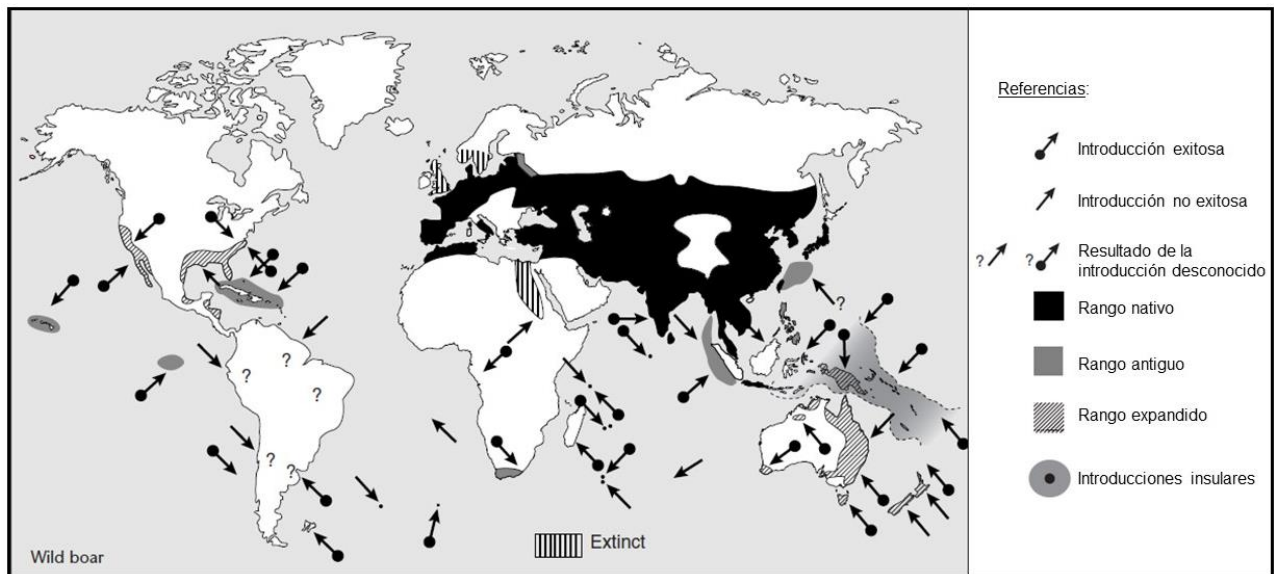 Referencias:
Introducción exitosa
Introducción no exitosa
? ? Resultado de la
introducción desconocido
Rango nativo
Rango antiguo
Rango expandido
Introducciones insulares
?
?
?
?
?
?
Extinct
Wild boar